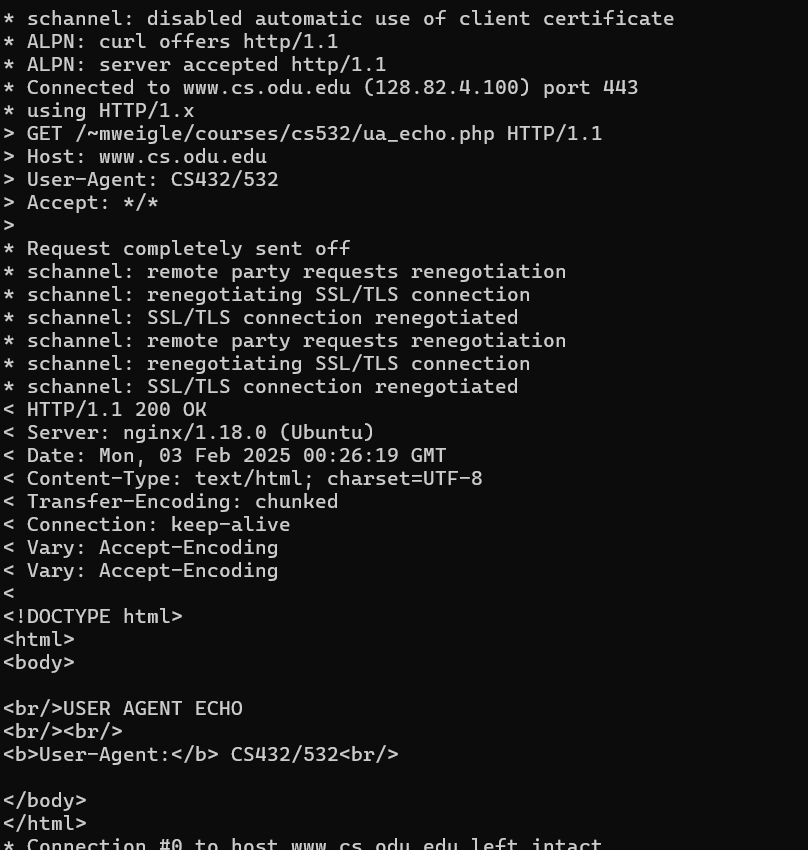 * schannel: disabled automatic use of client certificate
* ALPN: curl offers http/1.1
* ALPN: server accepted http/1.1
* Connected to www.cs.odu.edu (128.82.4.100) port 443
* using HTTP/1.x
> GET /~mweigle/courses/cs532/ua_echo.php HTTP/1.1
> Host: www.cs.odu.edu
> User-Agent: CS432/532
> Accept: */*
>
* Request completely sent off
* schannel: remote party requests renegotiation
* schannel: renegotiating SSL/TLS connection
* schannel: SSL/TLS connection renegotiated
* schannel: remote party requests renegotiation
* schannel: renegotiating SSL/TLS connection
* schannel: SSL/TLS connection renegotiated
< HTTP/1.1 200 OK
< Server: nginx/1.18.0 (Ubuntu)
< Date: Mon, 03 Feb 2025 00:26:19 GMT
< Content-Type: text/html; charset=UTF-8
< Transfer-Encoding: chunked
< Connection: keep-alive
< Vary: Accept-Encoding
< Vary: Accept-Encoding
<
<!DOCTYPE html>
<html>
<body>

<br/>USER AGENT ECHO
<br/><br/>
<b>User-Agent:</b> CS432/532<br/>

</body>
</html>
* Connection #0 to host www.cs.odu.edu left intact